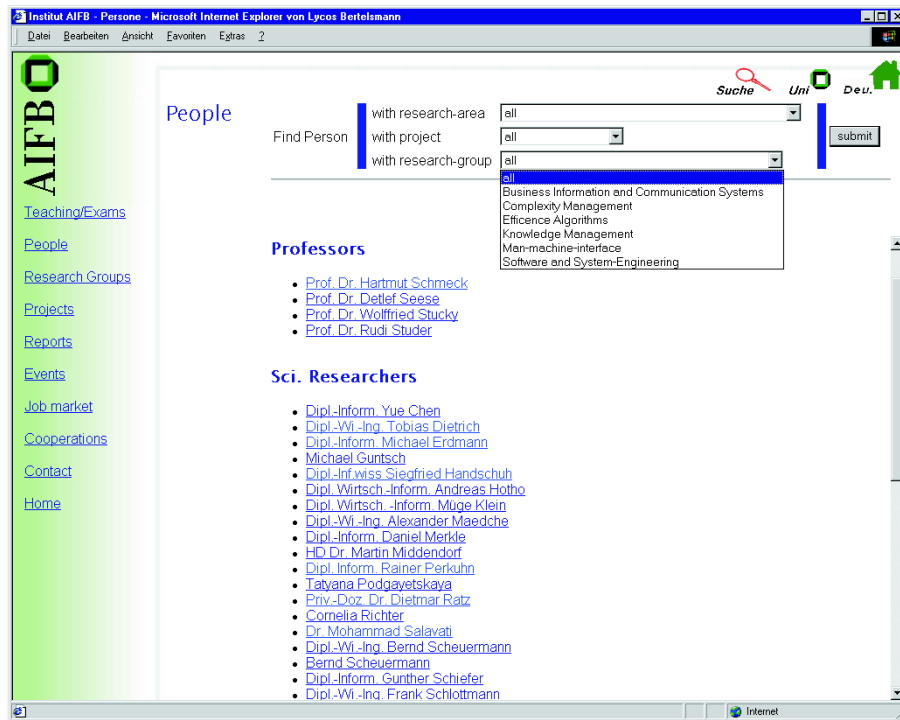 Institut AIFB - Persone - Microsoft Internet Explorer von Lycos Bertelsmann
Datei Bearbeiten Ansicht Favoriten Extras ?
AIFB
Suche Uni Deu.
People
Find Person
with research-area all
with project all
with research-group all
submit
all
Business Information and Communication Systems
Complexity Management
Efficence Algorithms
Knowledge Management
Man-machine-interface
Software and System-Engineering
Teaching/Exams
People
Research Groups
Projects
Reports
Events
Job market
Cooperations
Contact
Home
Professors
Prof. Dr. Hartmut Schmeck
Prof. Dr. Detlef Seese
Prof. Dr. Wolffried Stucky
Prof. Dr. Rudi Studer
Sci. Researchers
Dipl.-Inform. Yue Chen
Dipl.-Wi.-Ing. Tobias Dietrich
Dipl.-Inform. Michael Erdmann
Michael Guntsch
Dipl.-Inf.wiss Siegfried Handschuh
Dipl. Wirtsch.-Inform. Andreas Hotho
Dipl. Wirtsch. -Inform. Müge Klein
Dipl.-Wi.-Ing. Alexander Maedche
Dipl.-Inform. Daniel Merkle
HD Dr. Martin Middendorf
Dipl. Inform. Rainer Perkuhn
Tatyana Podgayetskaya
Priv.-Doz. Dr. Dietmar Ratz
Cornelia Richter
Dr. Mohammad Salavati
Dipl.-Wi.-Ing. Bernd Scheuermann
Bernd Scheuermann
Dipl.-Inform. Gunther Schiefer
Dipl.-Wi.-Ing. Frank Schlottmann
Internet